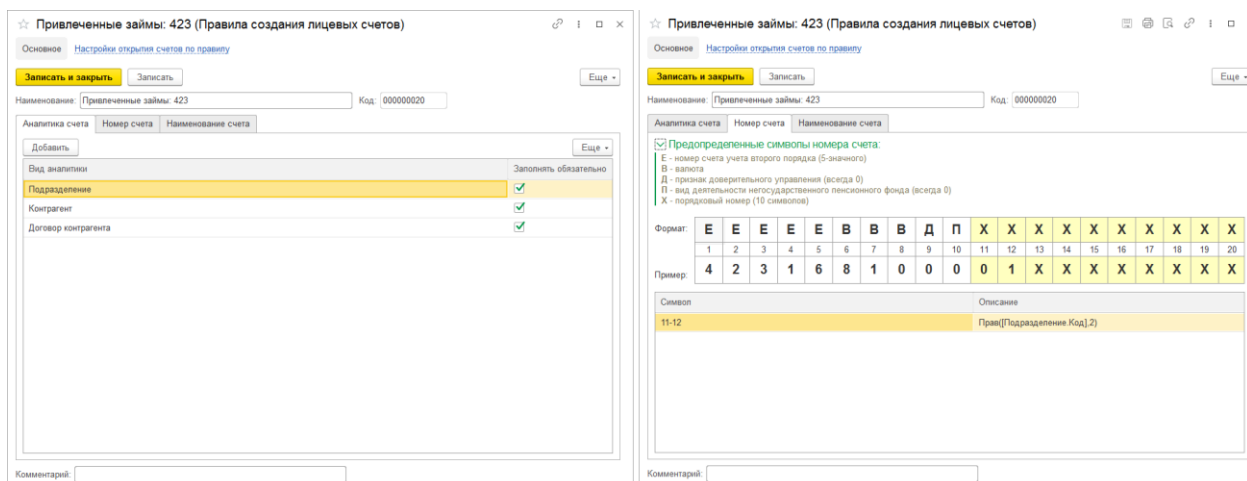 Привлеченные займы: 423 (Правила создания лицевых счетов)
Основное Настройки открытия счетов по правилу
Записать и закрыть Записать Еще
Наименование: Привлеченные займы: 423 Код: 000000020
Аналитика счета Номер счета Наименование счета
Добавить Еще
Вид аналитики Заполнять обязательно
Подразделение
Контрагент
Договор контрагента
Комментарий:
Привлеченные займы: 423 (Правила создания лицевых счетов)
Основное Настройки открытия счетов по правилу
Записать и закрыть Записать Еще
Наименование: Привлеченные займы: 423 Код: 000000020
Аналитика счета Номер счета Наименование счета
Предопределенные символы номера счета:
Е - номер счета учета второго порядка (5-значного)
В - валюта
Д - признак доверительного управления (всегда 0)
П - вид деятельности негосударственного пенсионного фонда (всегда 0)
Х - порядковый номер (10 символов)
Формат: Е Е Е Е Е В В В Д П Х Х Х Х Х Х Х Х Х Х
1 2 3 4 5 6 7 8 9 10 11 12 13 14 15 16 17 18 19 20
Пример: 4 2 3 1 6 8 1 0 0 0 0 1 Х Х Х Х Х Х Х Х
Символ Описание
11-12 Прав([Подразделение.Код],2)
Комментарий: